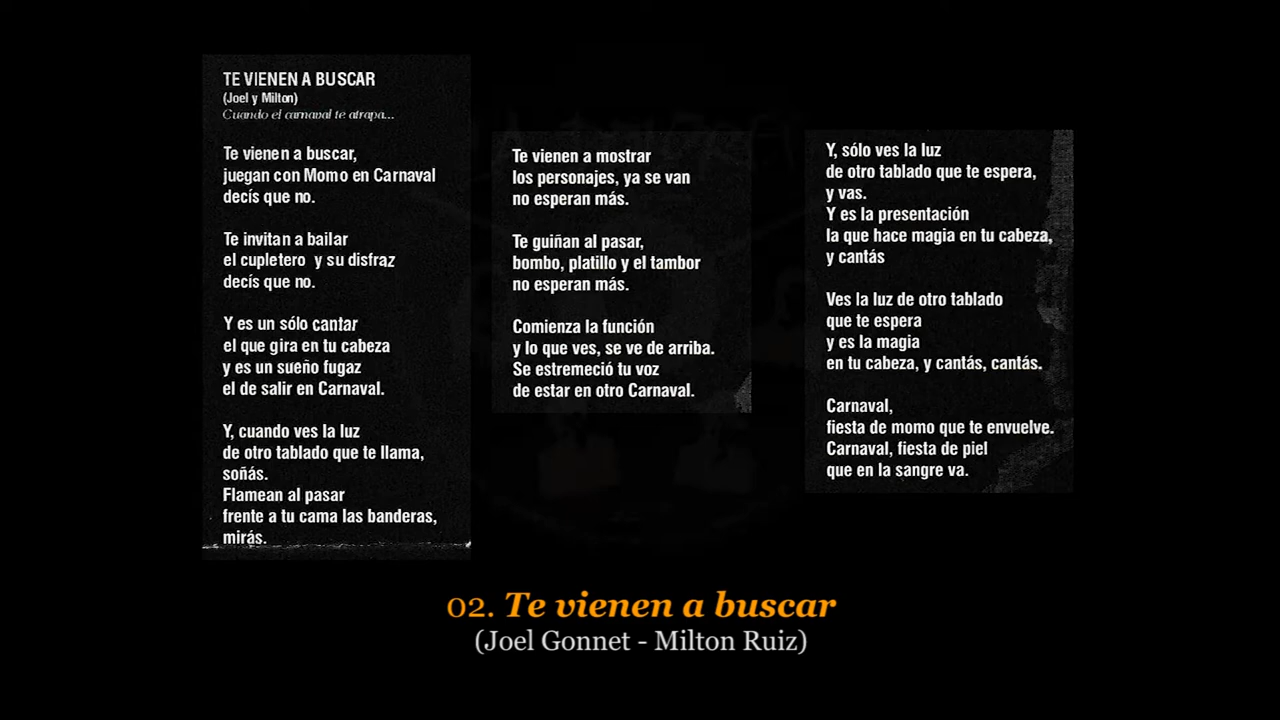 TE VIENEN A BUSCAR
(Joel y Milton)
Cuando el carnaval te atrapa...
Te vienen a buscar,
juegan con Momo en Carnaval
decís que no.
Te invitan a bailar
el cupletero y su disfraz
decís que no.
Y es un sólo cantar
el que gira en tu cabeza
y es un sueño fugaz
el de salir en Carnaval.
Y, cuando ves la luz
de otro tablado que te llama,
soñás.
Flamean al pasar
frente a tu cama las banderas,
mirás.
Te vienen a mostrar
los personajes, ya se van
no esperan más.
Te guiñan al pasar,
bombo, platillo y el tambor
no esperan más.
Comienza la función
y lo que ves, se ve de arriba.
Se estremeció tu voz
de estar en otro Carnaval.
Y, sólo ves la luz
de otro tablado que te espera,
y vas.
Y es la presentación
la que hace magia en tu cabeza,
y cantás
Ves la luz de otro tablado
que te espera
y es la magia
en tu cabeza, y cantás, cantás.
Carnaval,
fiesta de momo que te envuelve.
Carnaval, fiesta de piel
que en la sangre va.
02. Te vienen a buscar
(Joel Gonnet - Milton Ruiz)